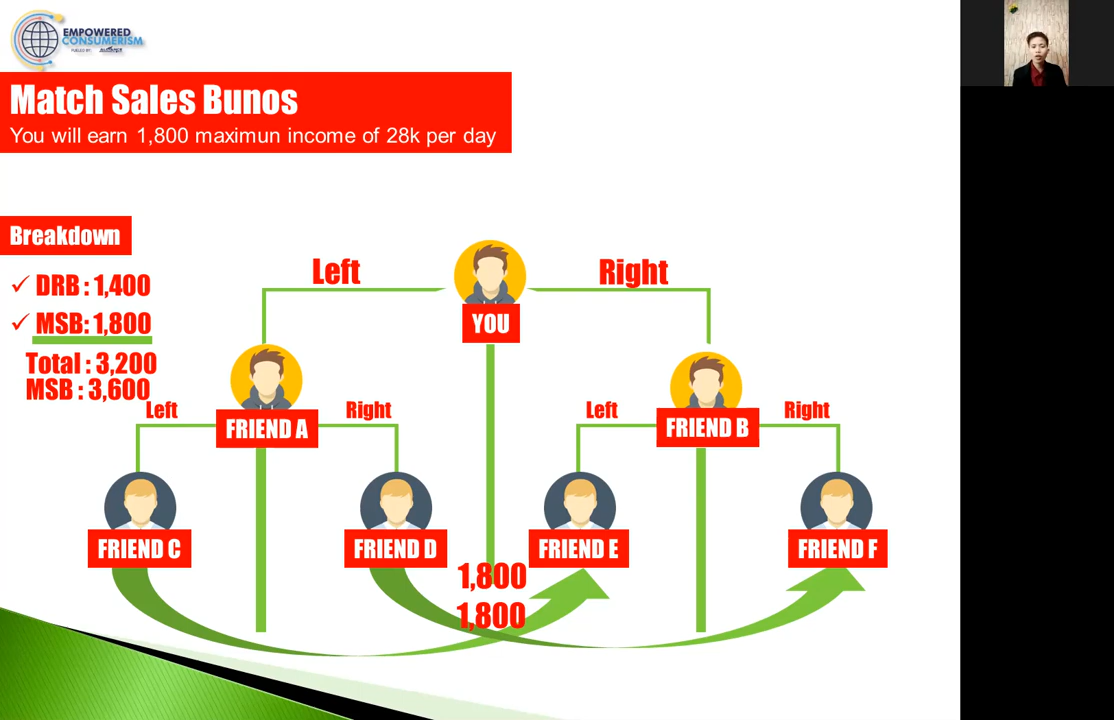 EMPOWERED
CONSUMERISM
FUELED BY:
Match Sales Bunos
You will earn 1,800 maximun income of 28k per day
Breakdown
✓ DRB : 1,400
✓ MSB: 1,800
Total : 3,200
MSB : 3,600
Left
Right
YOU
Left
Right
Left
Right
FRIEND A
FRIEND B
FRIEND C
FRIEND D
FRIEND E
FRIEND F
1,800
1,800